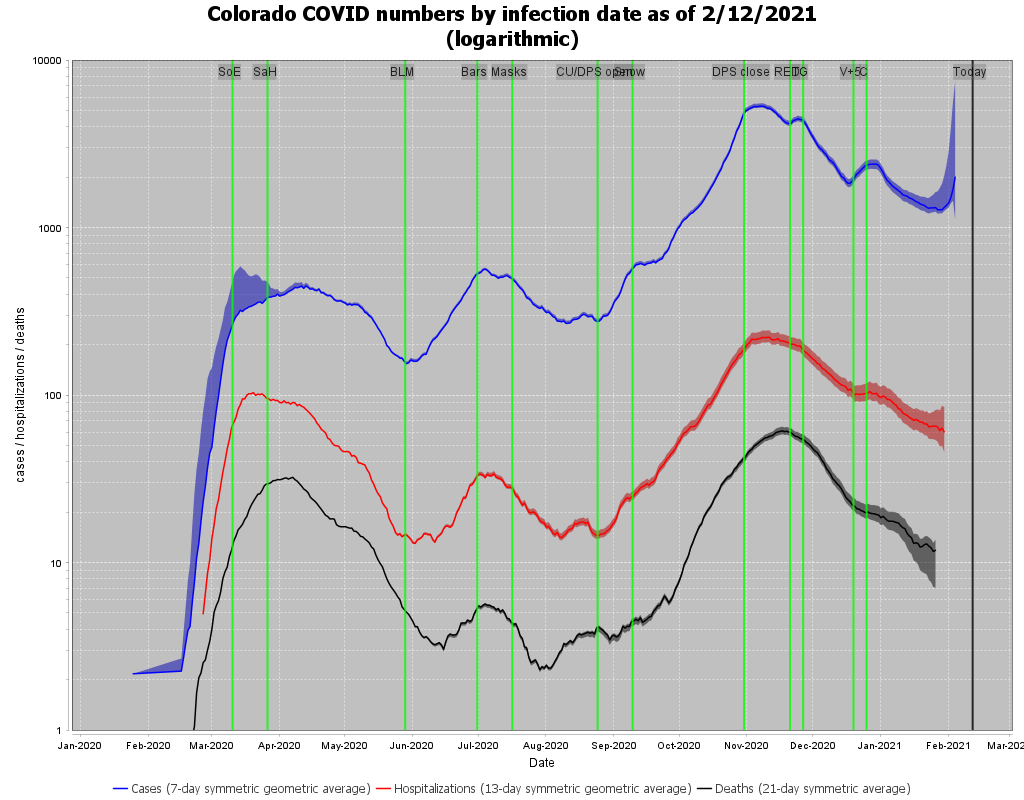 Colorado COVID numbers by infection date as of 2/12/2021
(logarithmic)
10000
1000
100
10
1
cases / hospitalizations / deaths
SoE SaH BLM Bars Masks CU/DPS open Snow DPS close V+5C Today
Jan-2020 Feb-2020 Mar-2020 Apr-2020 May-2020 Jun-2020 Jul-2020 Aug-2020 Sep-2020 Oct-2020 Nov-2020 Dec-2020 Jan-2021 Feb-2021 Mar-202
Date
Cases (7-day symmetric geometric average) Hospitalizations (13-day symmetric geometric average) Deaths (21-day symmetric average)